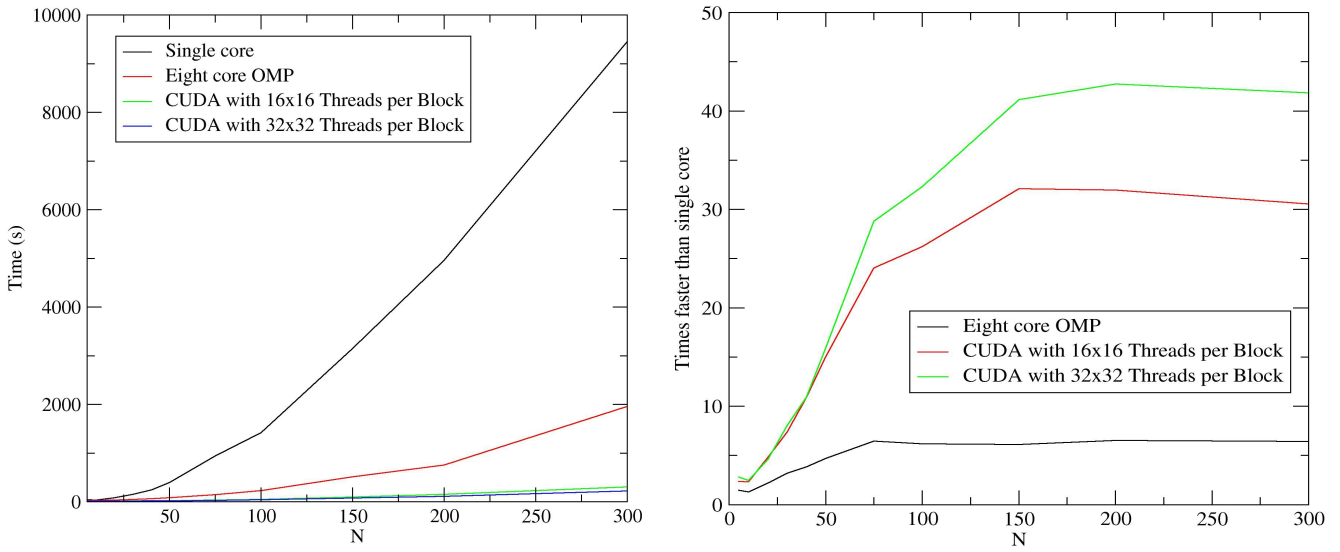 10000
8000
6000
4000
2000
0
Time (s)
Single core
Eight core OMP
CUDA with 16x16 Threads per Block
CUDA with 32x32 Threads per Block
50
100
150
200
250
300
N
50
40
30
20
10
0
Times faster than single core
Eight core OMP
CUDA with 16x16 Threads per Block
CUDA with 32x32 Threads per Block
0
50
100
150
200
250
300
N